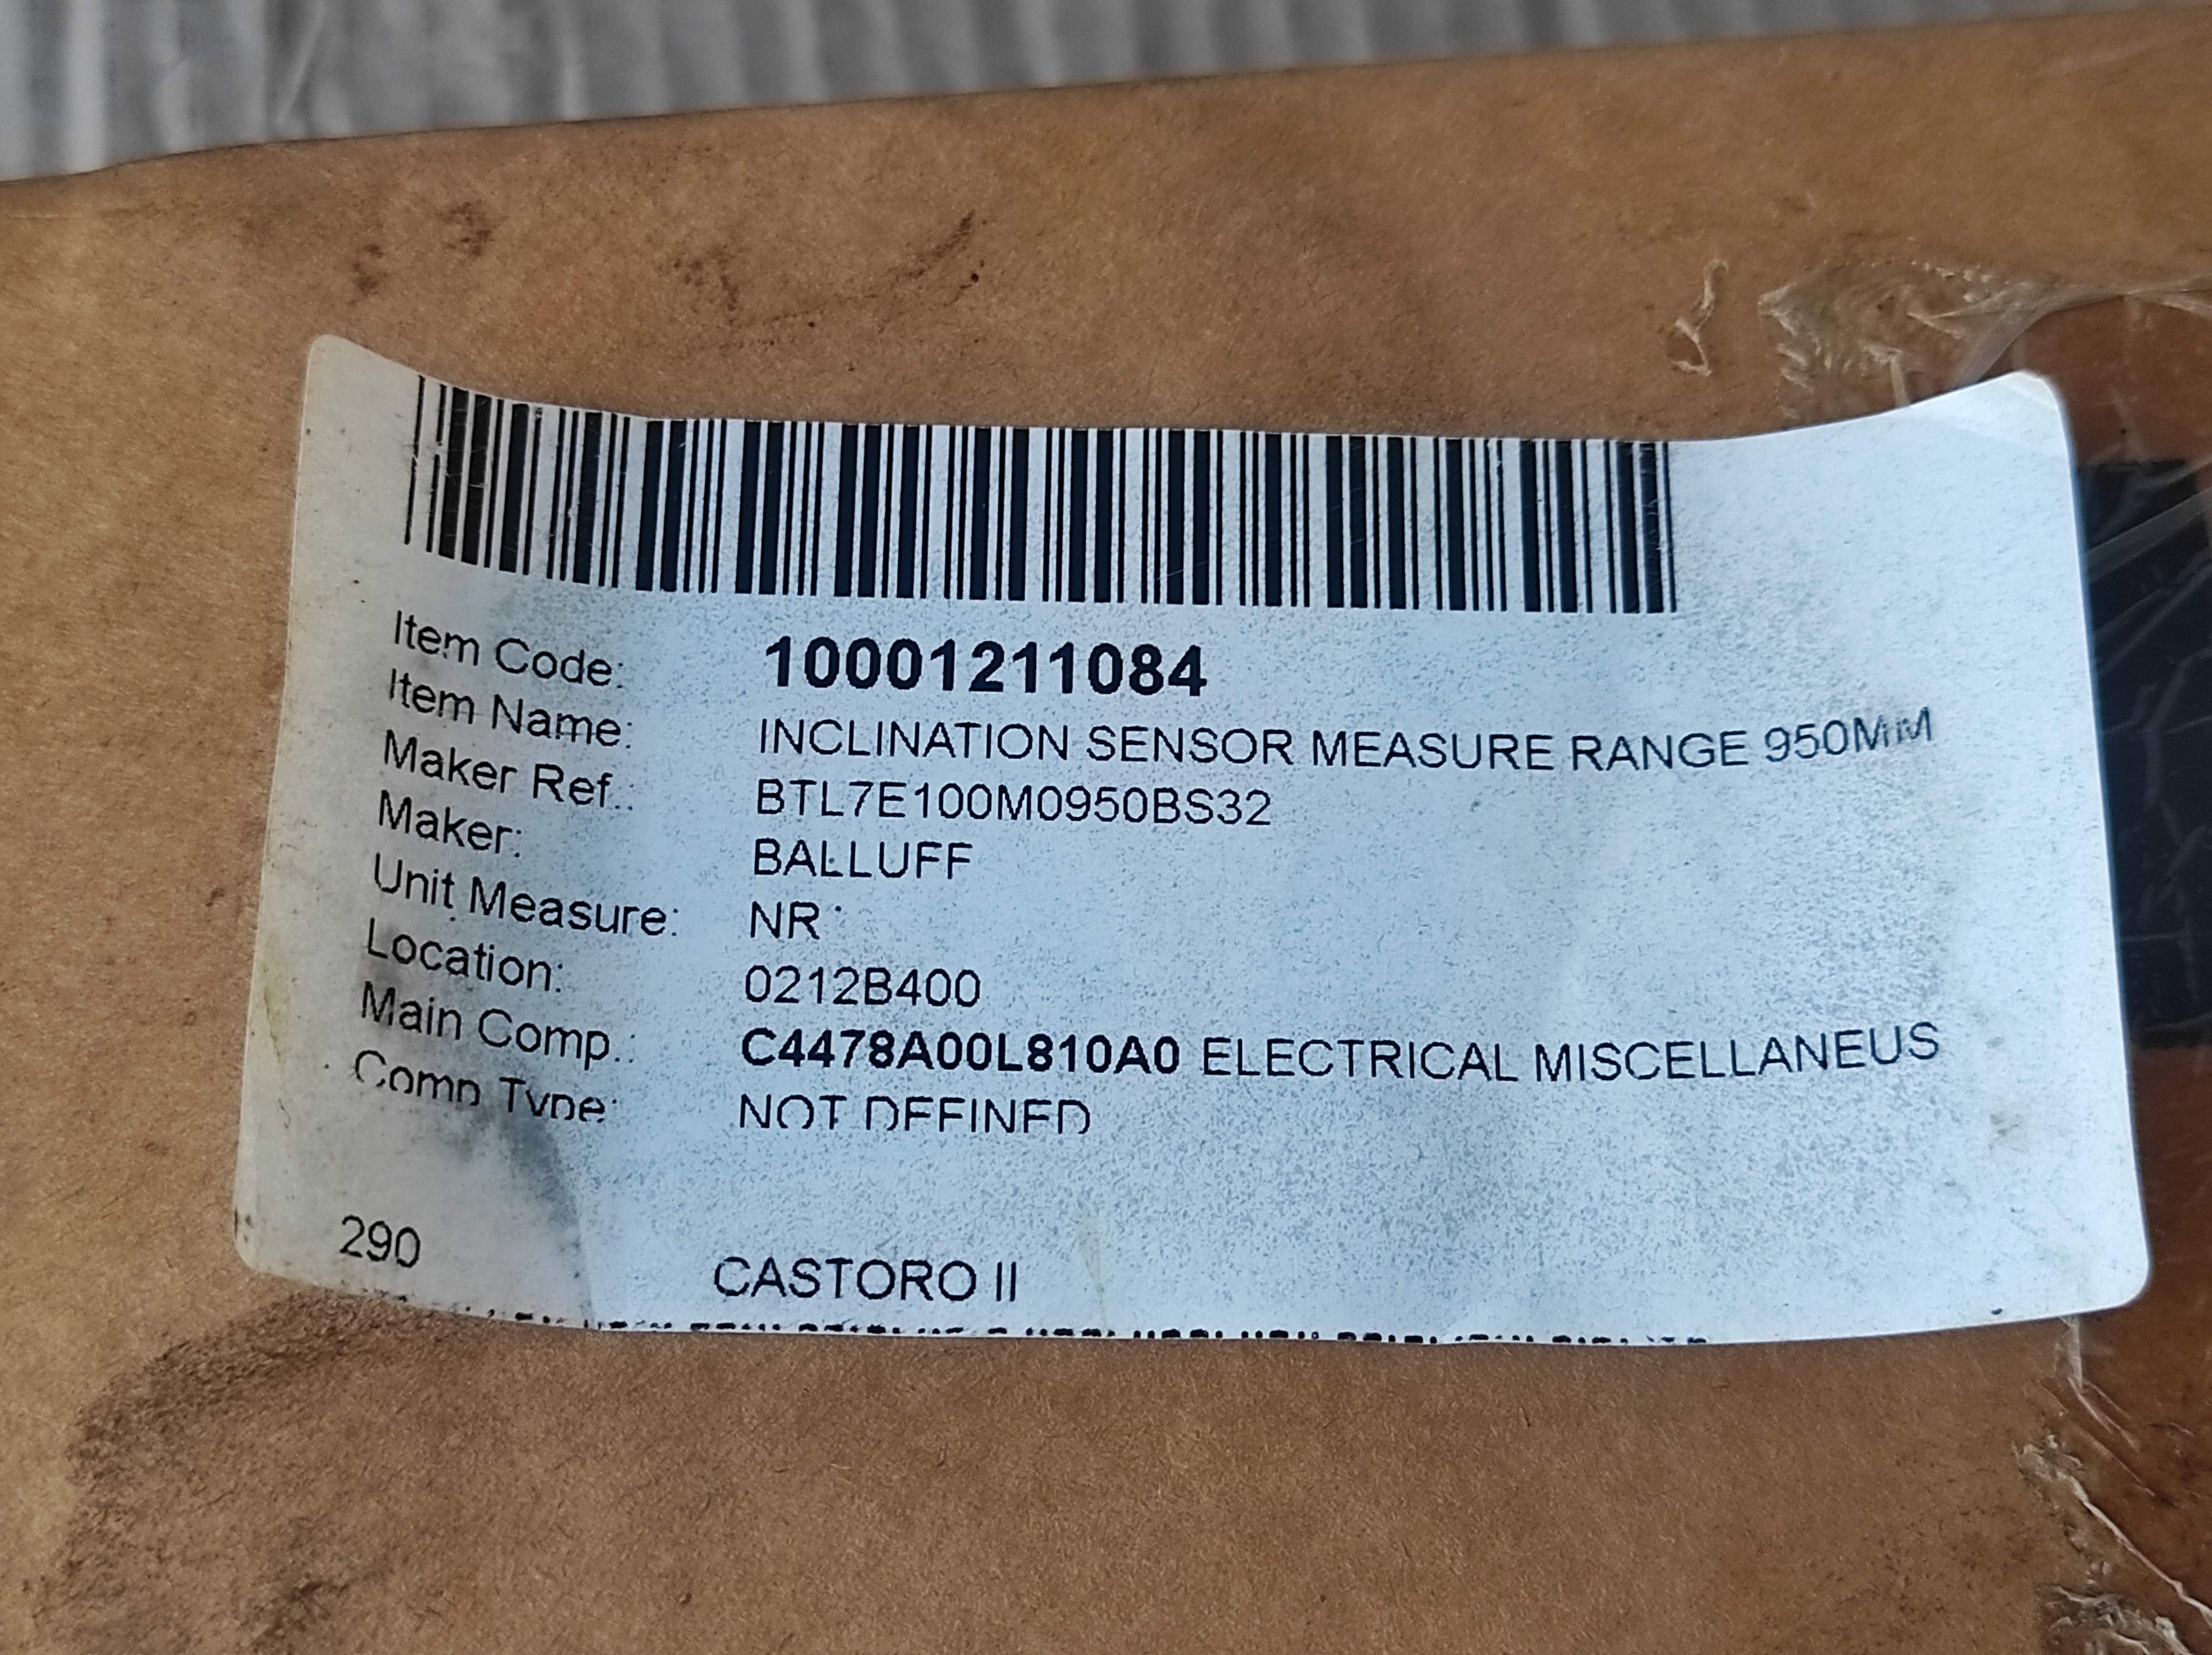 Item Code: 10001211084
Item Name: INCLINATION SENSOR MEASURE RANGE 950MM
Maker Ref.: BTL7E100M0950BS32
Maker: BALLUFF
Unit Measure: NR
Location: 0212B400
Main Comp.: C4478A00L810A0 ELECTRICAL MISCELLANEUS
Comp Type: NOT DEFINED
290 CASTORO II